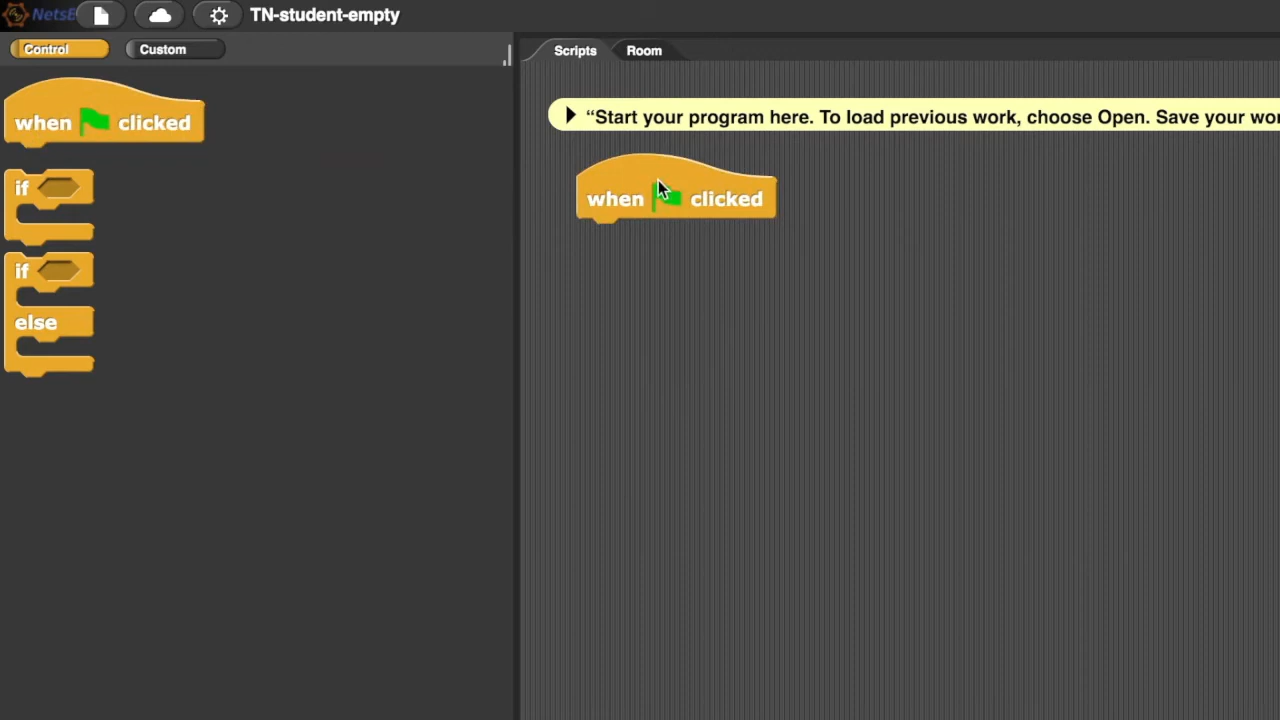 NetsB TN-student-empty
Control Custom
Scripts Room
when clicked
if
if
else
“Start your program here. To load previous work, choose Open. Save your wor
when clicked